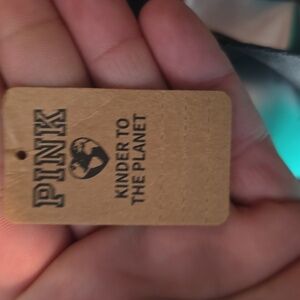 PINK
KINDER TO
THE PLANET